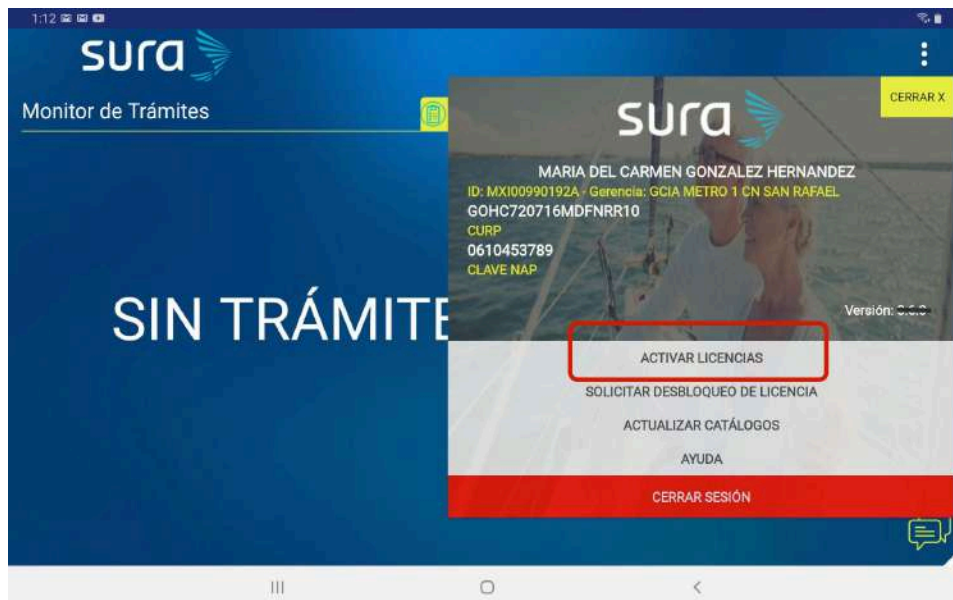 1:12
sura
Monitor de Trámites
SIN TRÁMITE
CERRAR X
sura
MARIA DEL CARMEN GONZALEZ HERNANDEZ
ID: MXI00990192A - Gerencia: GCIA METRO 1 CN SAN RAFAEL
GOHC720716MDFNRR10
CURP
0610453789
CLAVE NAP
Versión:
ACTIVAR LICENCIAS
SOLICITAR DESBLOQUEO DE LICENCIA
ACTUALIZAR CATÁLOGOS
AYUDA
CERRAR SESIÓN